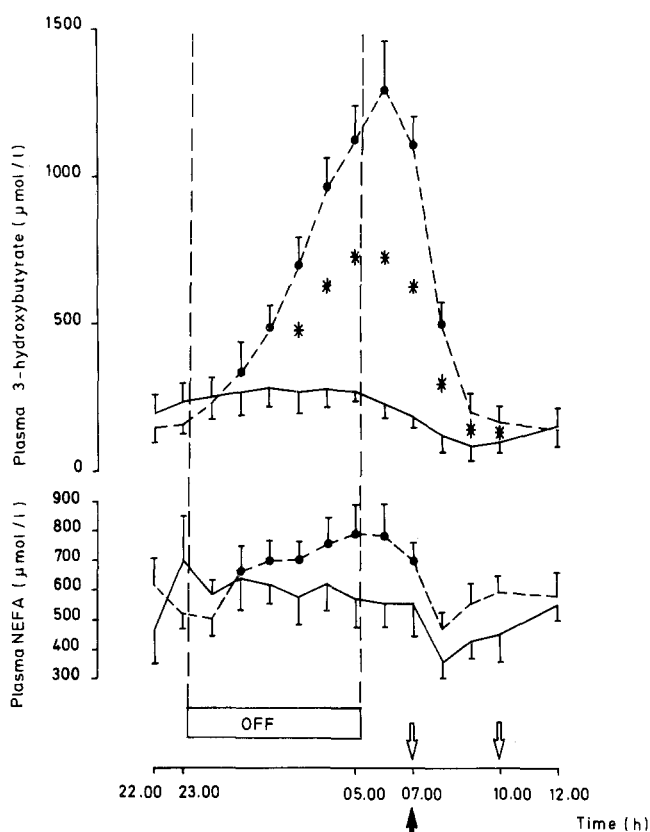 Plasma 3-hydroxybutyrate (µmol/l)
1500
1000
500
0
Plasma NEFA (µmol/l)
900
800
700
600
500
400
300
OFF
22.00 23.00 05.00 07.00 10.00 12.00
Time (h)